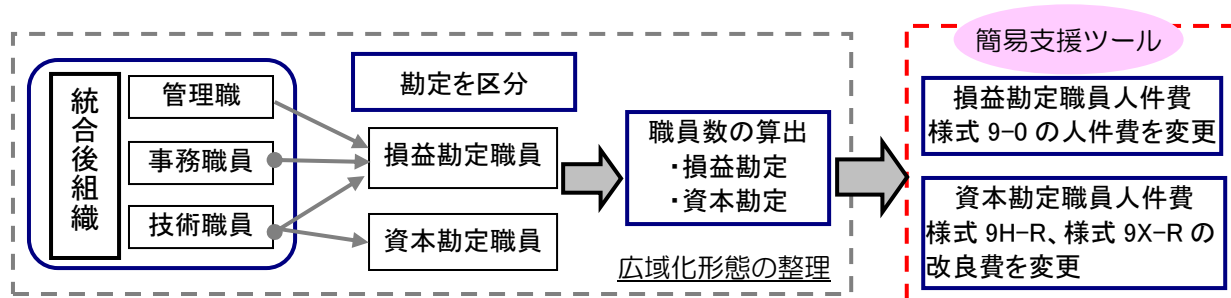 統合後組織
管理職
事務職員
技術職員
勘定を区分
損益勘定職員
資本勘定職員
職員数の算出
・損益勘定
・資本勘定
広域化形態の整理
簡易支援ツール
損益勘定職員人件費
様式 9-0 の人件費を変更
資本勘定職員人件費
様式 9H-R、様式 9X-R の
改良費を変更